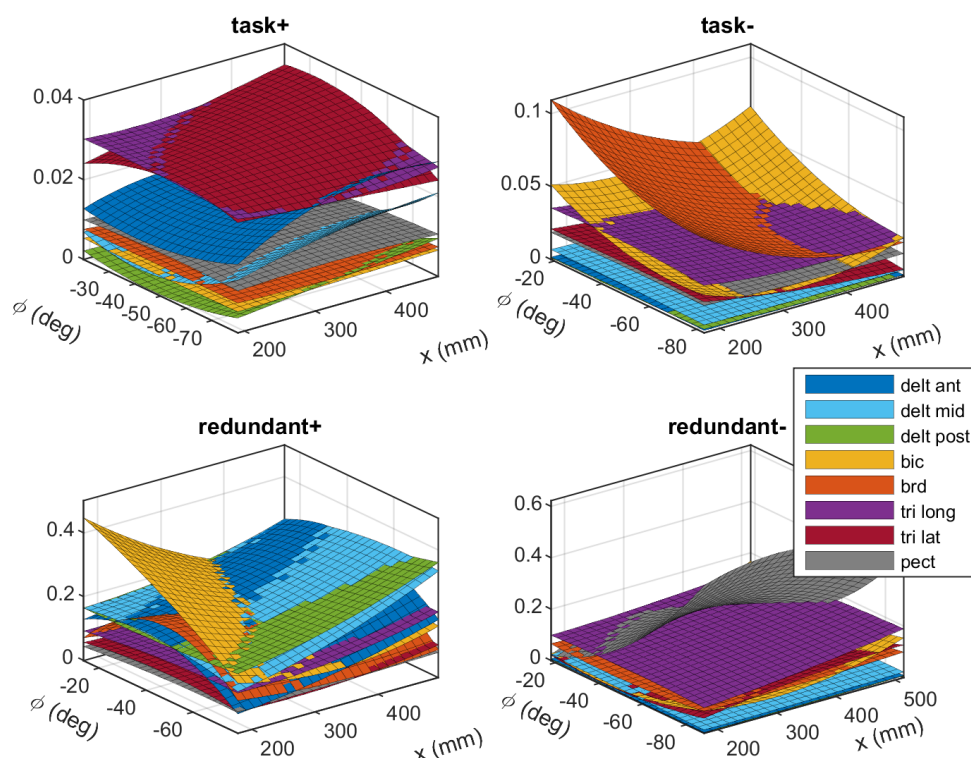 task+
0.04
0.02
0
-30
-40
-50
-60
-70
ϕ (deg)
200
300
400
x (mm)
task-
0.1
0.05
0
-20
-40
-60
-80
ϕ (deg)
200
300
400
x (mm)
redundant+
0.4
0.2
0
-20
-40
-60
ϕ (deg)
200
300
400
x (mm)
redundant-
0.6
0.4
0.2
0
-20
-40
-60
-80
ϕ (deg)
200
300
400
500
x (mm)
delt ant
delt mid
delt post
bic
brd
tri long
tri lat
pect